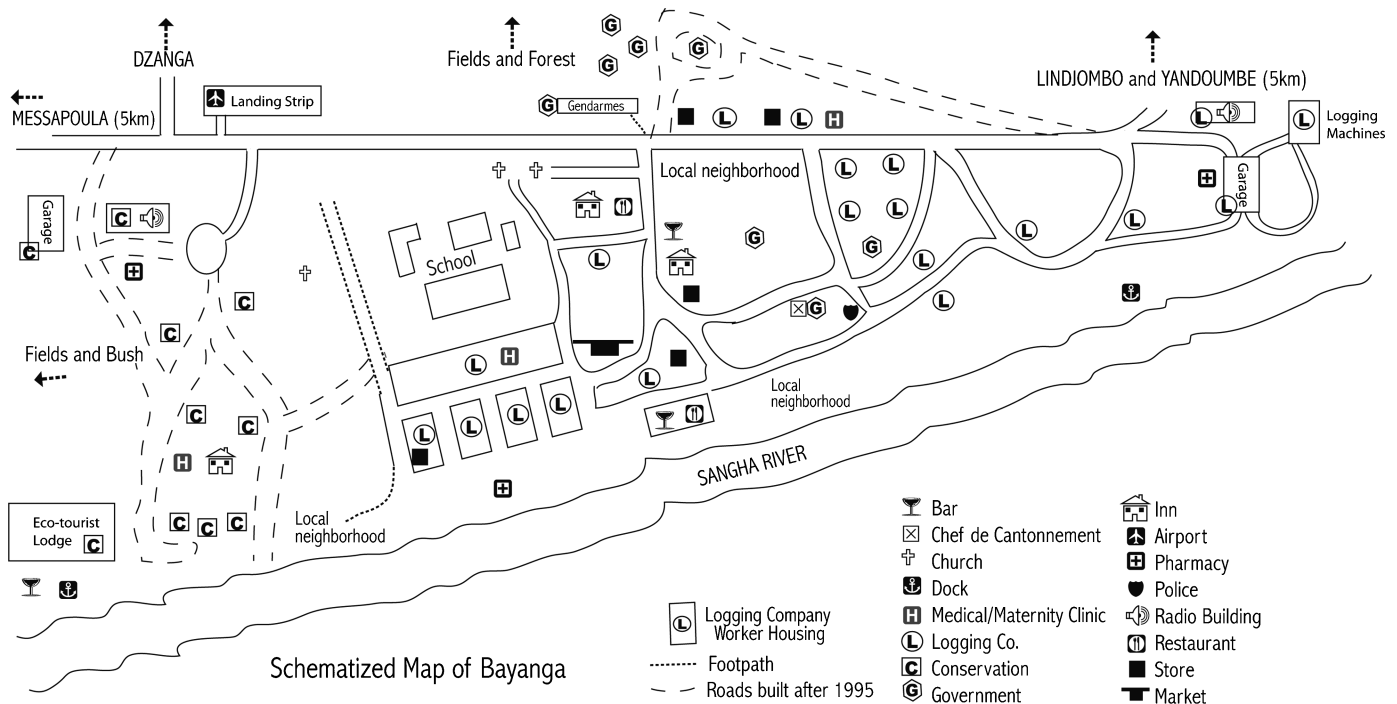 DZANGA
Fields and Forest
LINDJOMBO and YANDOUMBE (5km)
MESSAPOULA (5km)
Landing Strip
G
G
G
G
G Gendarmes
L
L
H
L
L
Logging
Machines
Local neighborhood
Garage
C
C
Garage
L
L
L
L
L
G
L
L
L
G
School
L
L
L
C
C
G
Fields and Bush
L
H
L
Local
neighborhood
C
C
L
L
L
L
H
SANGHA RIVER
C
C
C
Local
neighborhood
Eco-tourist
Lodge
C
Schematized Map of Bayanga
L
Logging Company
Worker Housing
Footpath
Roads built after 1995
Bar
Chef de Cantonnement
Church
Dock
H Medical/Maternity Clinic
L Logging Co.
C Conservation
G Government
Inn
Airport
Pharmacy
Police
Radio Building
Restaurant
Store
Market